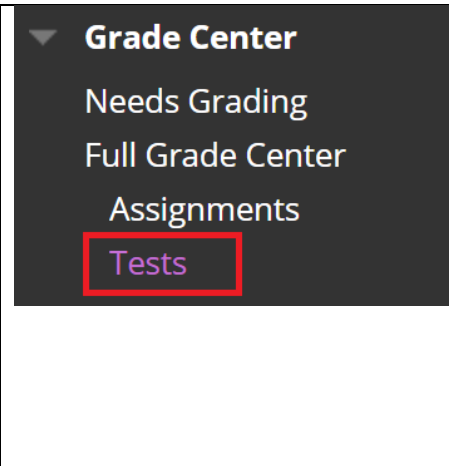 Grade Center
Needs Grading
Full Grade Center
Assignments
Tests